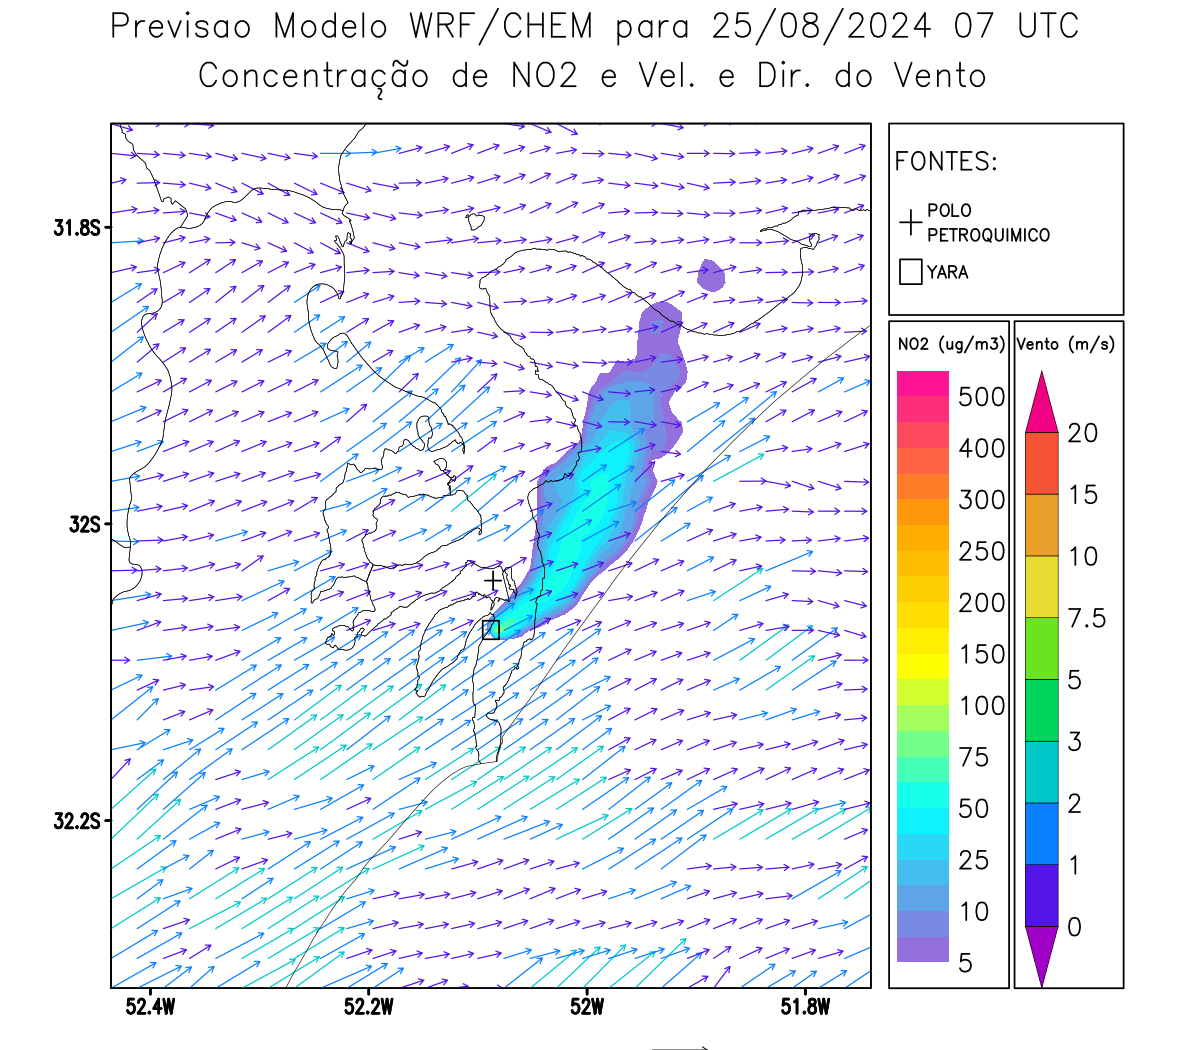 Previsao Modelo WRF/CHEM para 25/08/2024 07 UTC
Concentração de NO2 e Vel. e Dir. do Vento
FONTES:
POLO
PETROQUIMICO
YARA
NO2 (ug/m3)
500
400
300
250
200
150
100
75
50
25
10
5
Vento (m/s)
20
15
10
7.5
5
3
2
1
0
31.8S
32S
32.2S
52.4W
52.2W
52W
51.8W